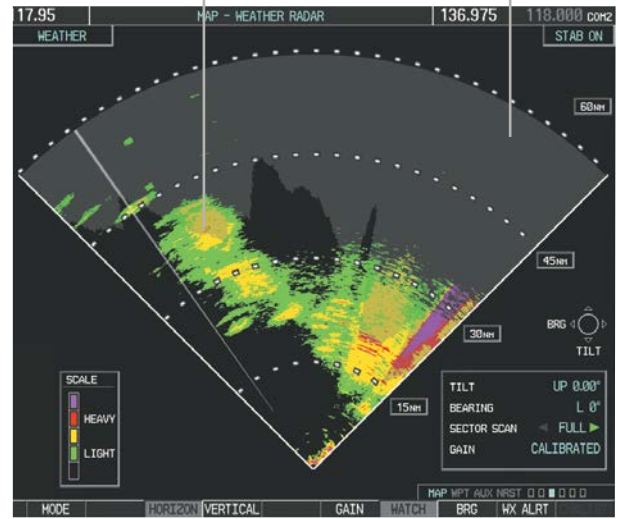 17.95 MAP - WEATHER RADAR 136.975 118.000 COM2
WEATHER STAB ON
60NM
45NM
BRG
TILT
30NM
SCALE
HEAVY
LIGHT
15NM
TILT UP 0.00°
BEARING L 0°
SECTOR SCAN FULL
GAIN CALIBRATED
MAP WPT AUX NRST
MODE HORIZON VERTICAL GAIN WATCH BRG WX ALRT